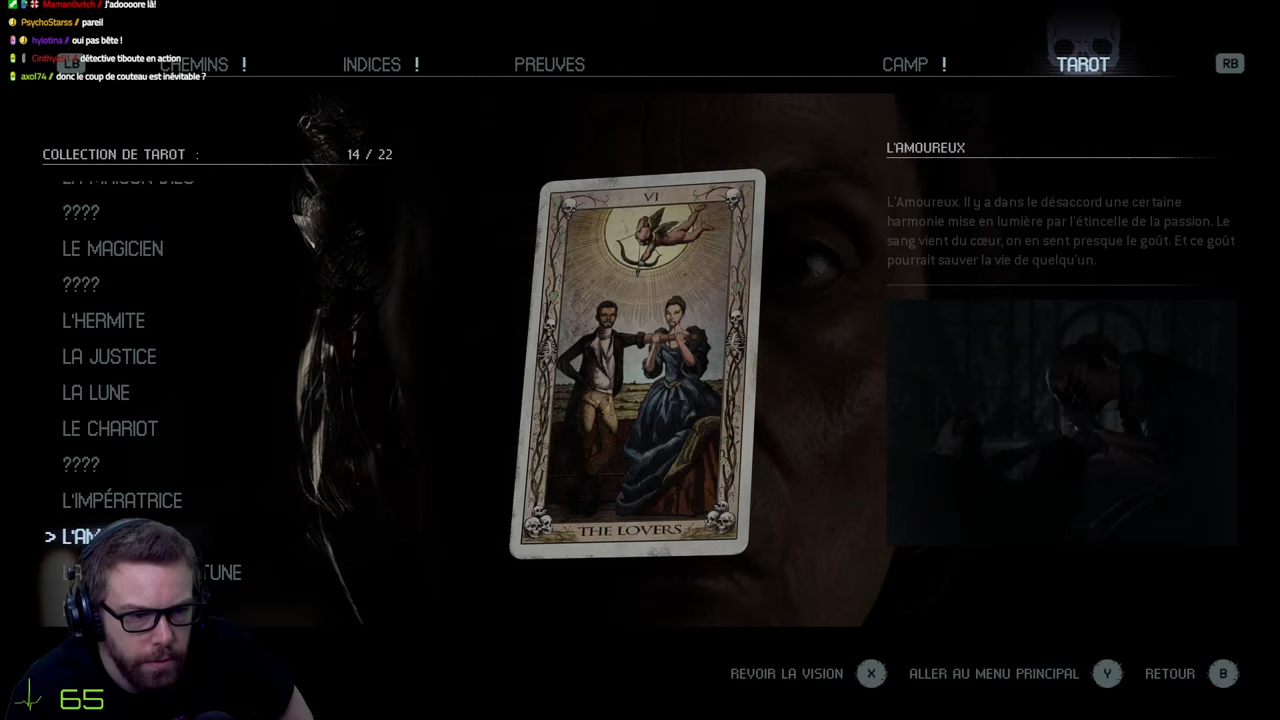 MamanOvitch // J'adoooore là!
PsychoStarss // pareil
hylotina // oui pas bête !
détective tiboute en action
axol74 // donc le coup de couteau est inévitable ?
LB
CHEMINS !
INDICES !
PREUVES
CAMP !
TAROT
RB
COLLECTION DE TAROT : 14 / 22
????
LE MAGICIEN
????
L'HERMITE
LA JUSTICE
LA LUNE
LE CHARIOT
????
L'IMPÉRATRICE
VI
THE LOVERS
L'AMOUREUX
L'Amoureux. Il y a dans le désaccord une certaine
harmonie mise en lumière par l'étincelle de la passion. Le
sang vient du cœur, on en sent presque le goût. Et ce goût
pourrait sauver la vie de quelqu'un.
65
REVOIR LA VISION X
ALLER AU MENU PRINCIPAL Y
RETOUR B